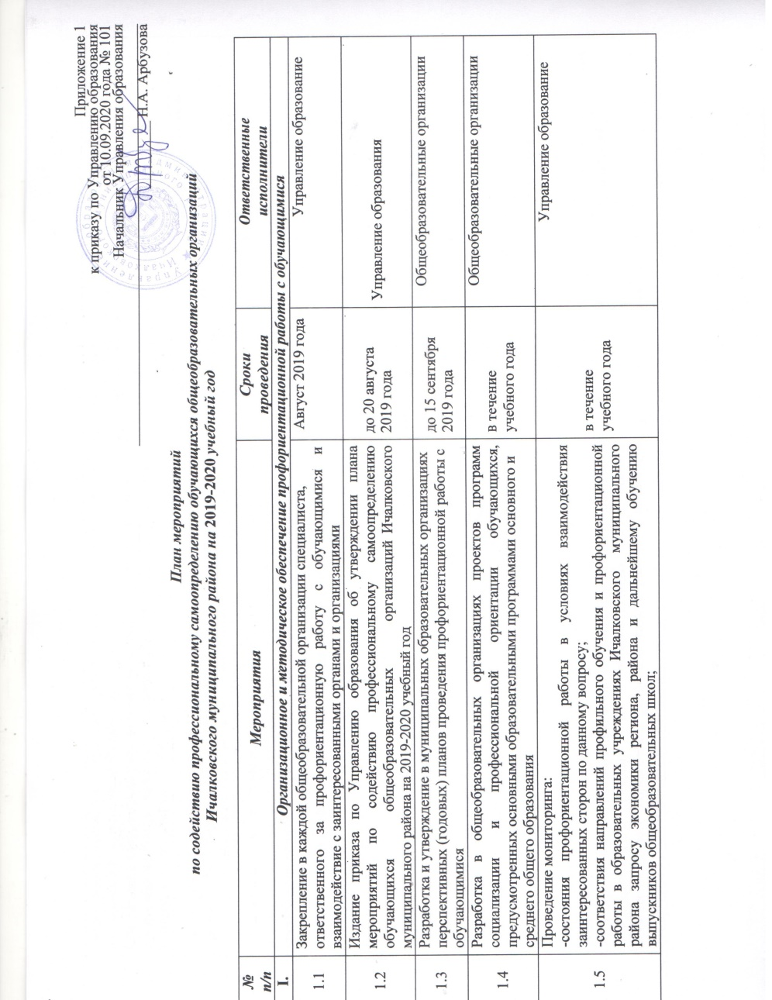 Приложение 1
к приказу по Управлению образования
от 10.09.2020 года № 101
Начальник Управления образования
Н.А. Арбузова
План мероприятий
по содействию профессиональному самоопределению обучающихся общеобразовательных организаций
Ичалковского муниципального района на 2019-2020 учебный год
№ п/п
Мероприятия
Сроки
проведения
Ответственные
исполнители
I.
Организационное и методическое обеспечение профориентационной работы с обучающимися
1.1
Закрепление в каждой общеобразовательной организации специалиста,
ответственного за профориентационную работу с обучающимися и
взаимодействие с заинтересованными органами и организациями
Август 2019 года
Управление образование
1.2
Издание приказа по Управлению образования об утверждении плана
мероприятий по содействию профессиональному самоопределению
обучающихся общеобразовательных организаций Ичалковского
муниципального района на 2019-2020 учебный год
до 20 августа
2019 года
Управление образования
1.3
Разработка и утверждение в муниципальных образовательных организациях
перспективных (годовых) планов проведения профориентационной работы с
обучающимися
до 15 сентября
2019 года
Общеобразовательные организации
1.4
Разработка в общеобразовательных организациях проектов программ
социализации и профессиональной ориентации обучающихся,
предусмотренных основными образовательными программами основного и
среднего общего образования
в течение
учебного года
Общеобразовательные организации
1.5
Проведение мониторинга:
-состояния профориентационной работы в условиях взаимодействия
заинтересованных сторон по данному вопросу;
-соответствия направлений профильного обучения и профориентационной
работы в образовательных учреждениях Ичалковского муниципального
района запросу экономики региона, района и дальнейшему обучению
выпускников общеобразовательных школ;
в течение
учебного года
Управление образование